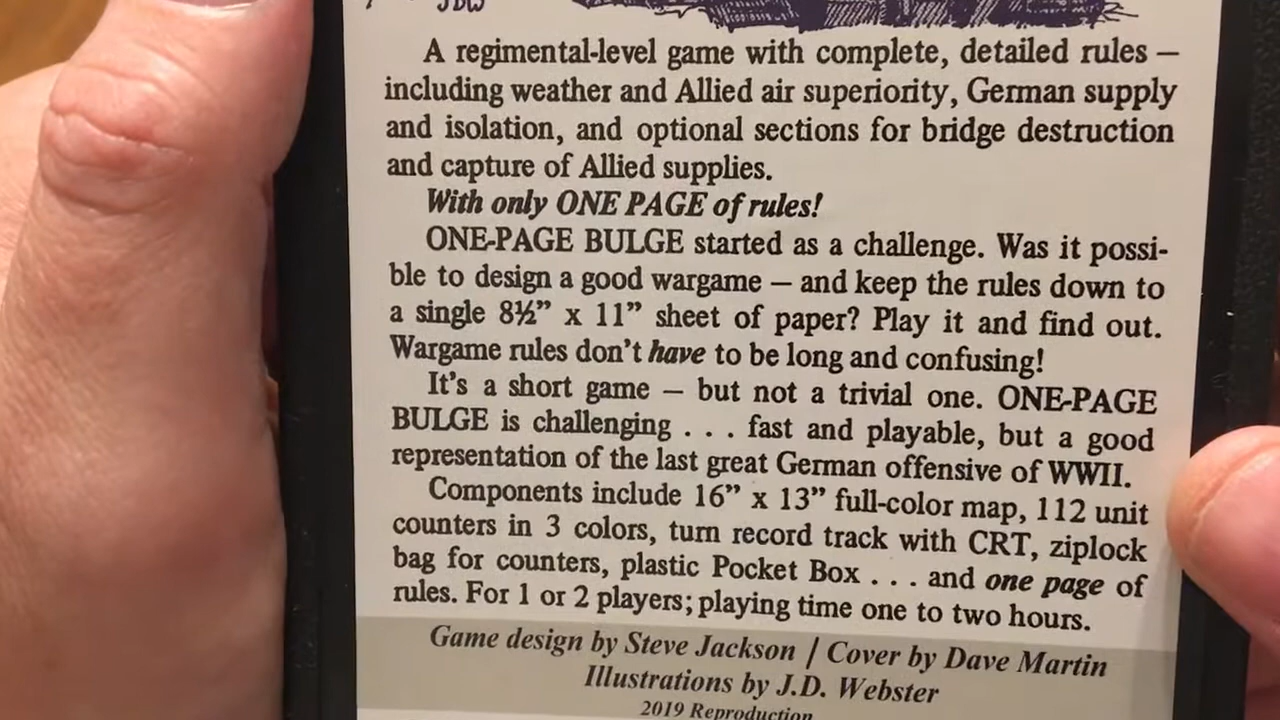 JDW
A regimental-level game with complete, detailed rules —
including weather and Allied air superiority, German supply
and isolation, and optional sections for bridge destruction
and capture of Allied supplies.
With only ONE PAGE of rules!
ONE-PAGE BULGE started as a challenge. Was it possi-
ble to design a good wargame — and keep the rules down to
a single 8½” x 11” sheet of paper? Play it and find out.
Wargame rules don’t have to be long and confusing!
It’s a short game — but not a trivial one. ONE-PAGE
BULGE is challenging . . . fast and playable, but a good
representation of the last great German offensive of WWII.
Components include 16” x 13” full-color map, 112 unit
counters in 3 colors, turn record track with CRT, ziplock
bag for counters, plastic Pocket Box . . . and one page of
rules. For 1 or 2 players; playing time one to two hours.
Game design by Steve Jackson / Cover by Dave Martin
Illustrations by J.D. Webster
2019 Reproduction